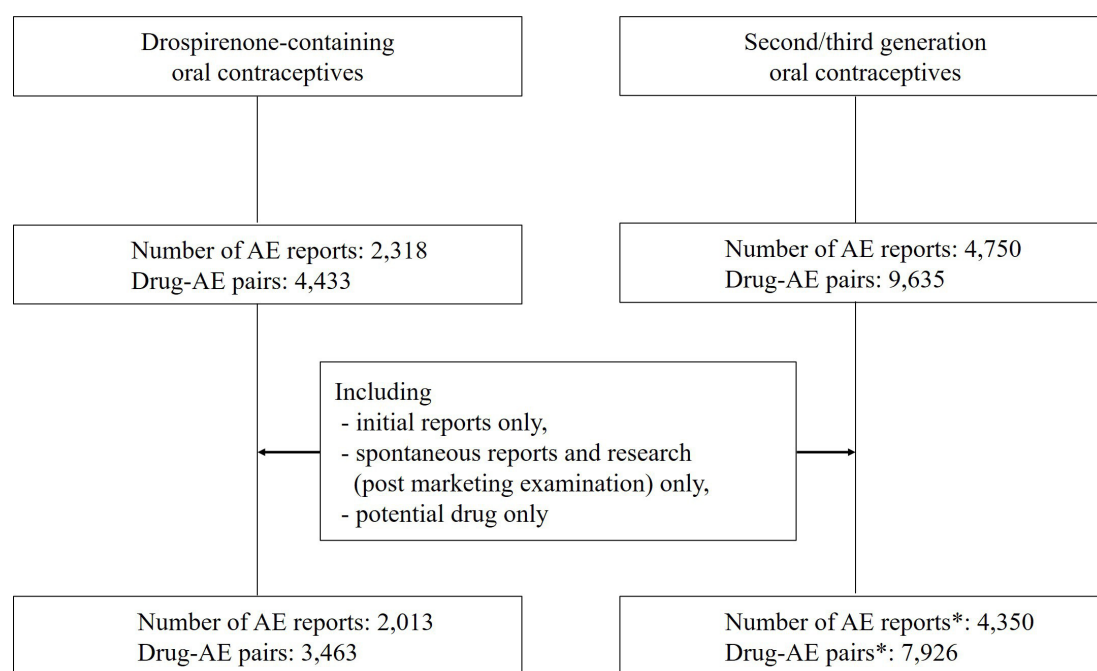 Drospirenone-containing
oral contraceptives
Second/third generation
oral contraceptives
Number of AE reports: 2,318
Drug-AE pairs: 4,433
Number of AE reports: 4,750
Drug-AE pairs: 9,635
Including
- initial reports only,
- spontaneous reports and research
(post marketing examination) only,
- potential drug only
Number of AE reports: 2,013
Drug-AE pairs: 3,463
Number of AE reports*: 4,350
Drug-AE pairs*: 7,926